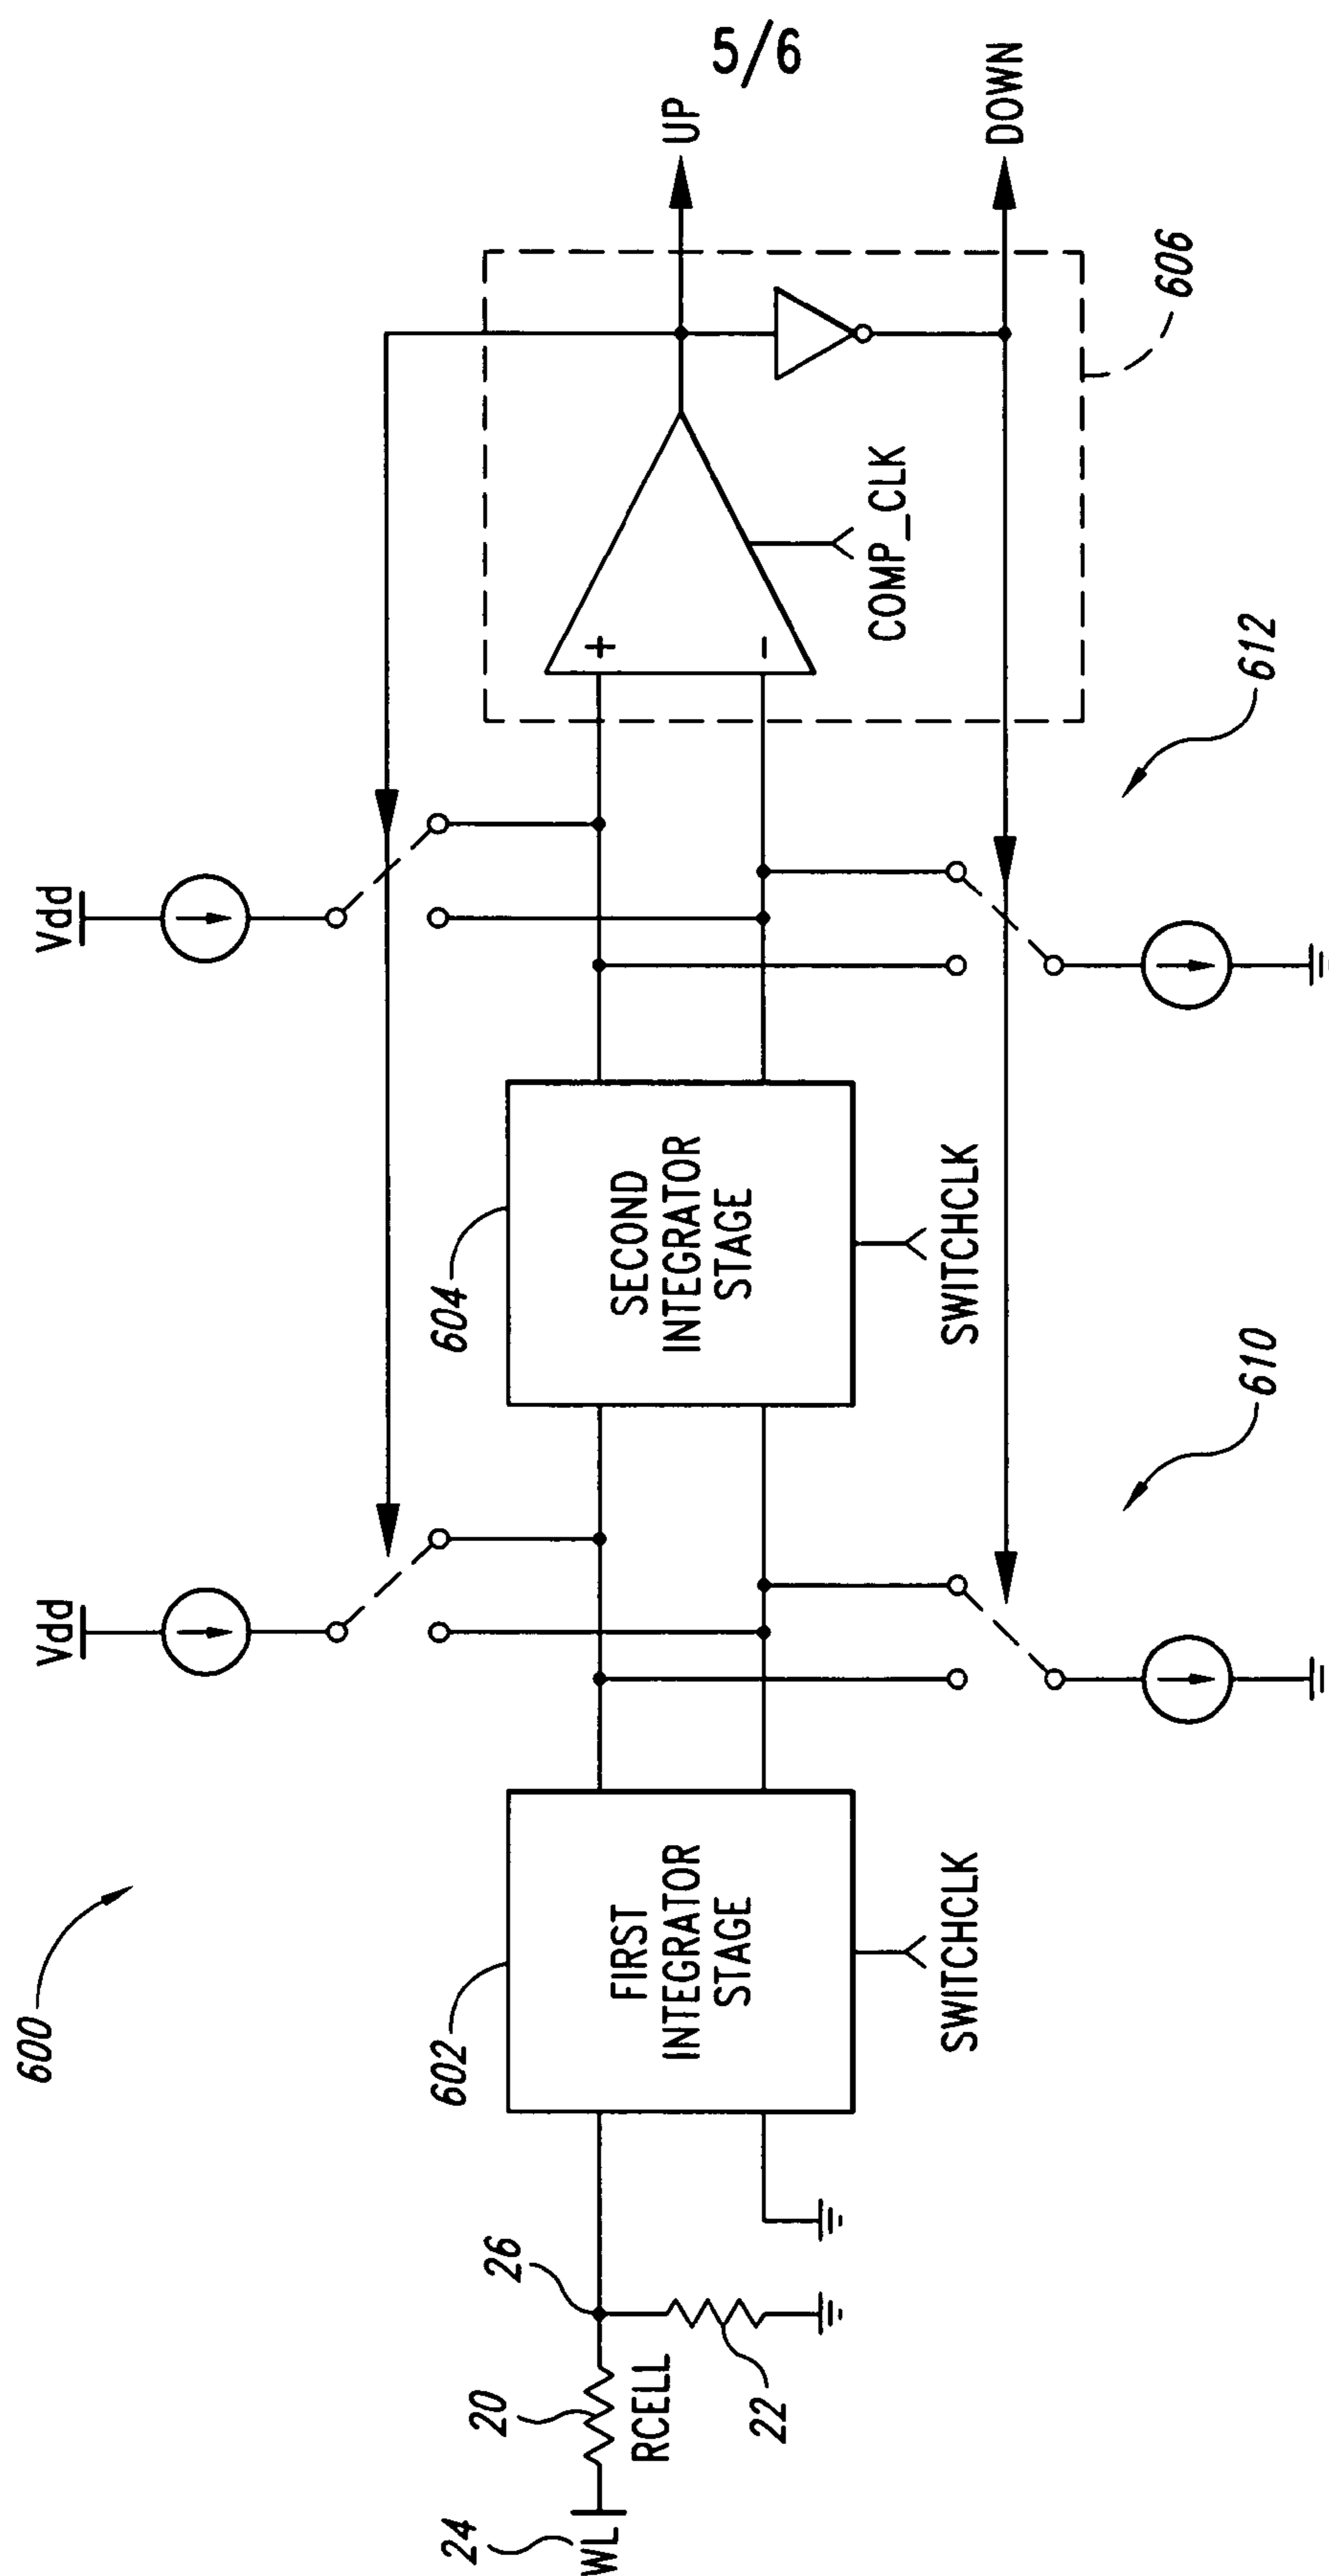 5/6
600
Vdd
Vdd
UP
DOWN
606
612
610
602
FIRST
INTEGRATOR
STAGE
SWITCHCLK
604
SECOND
INTEGRATOR
STAGE
SWITCHCLK
+
-
COMP_CLK
24
WL
20
RCELL
26
22